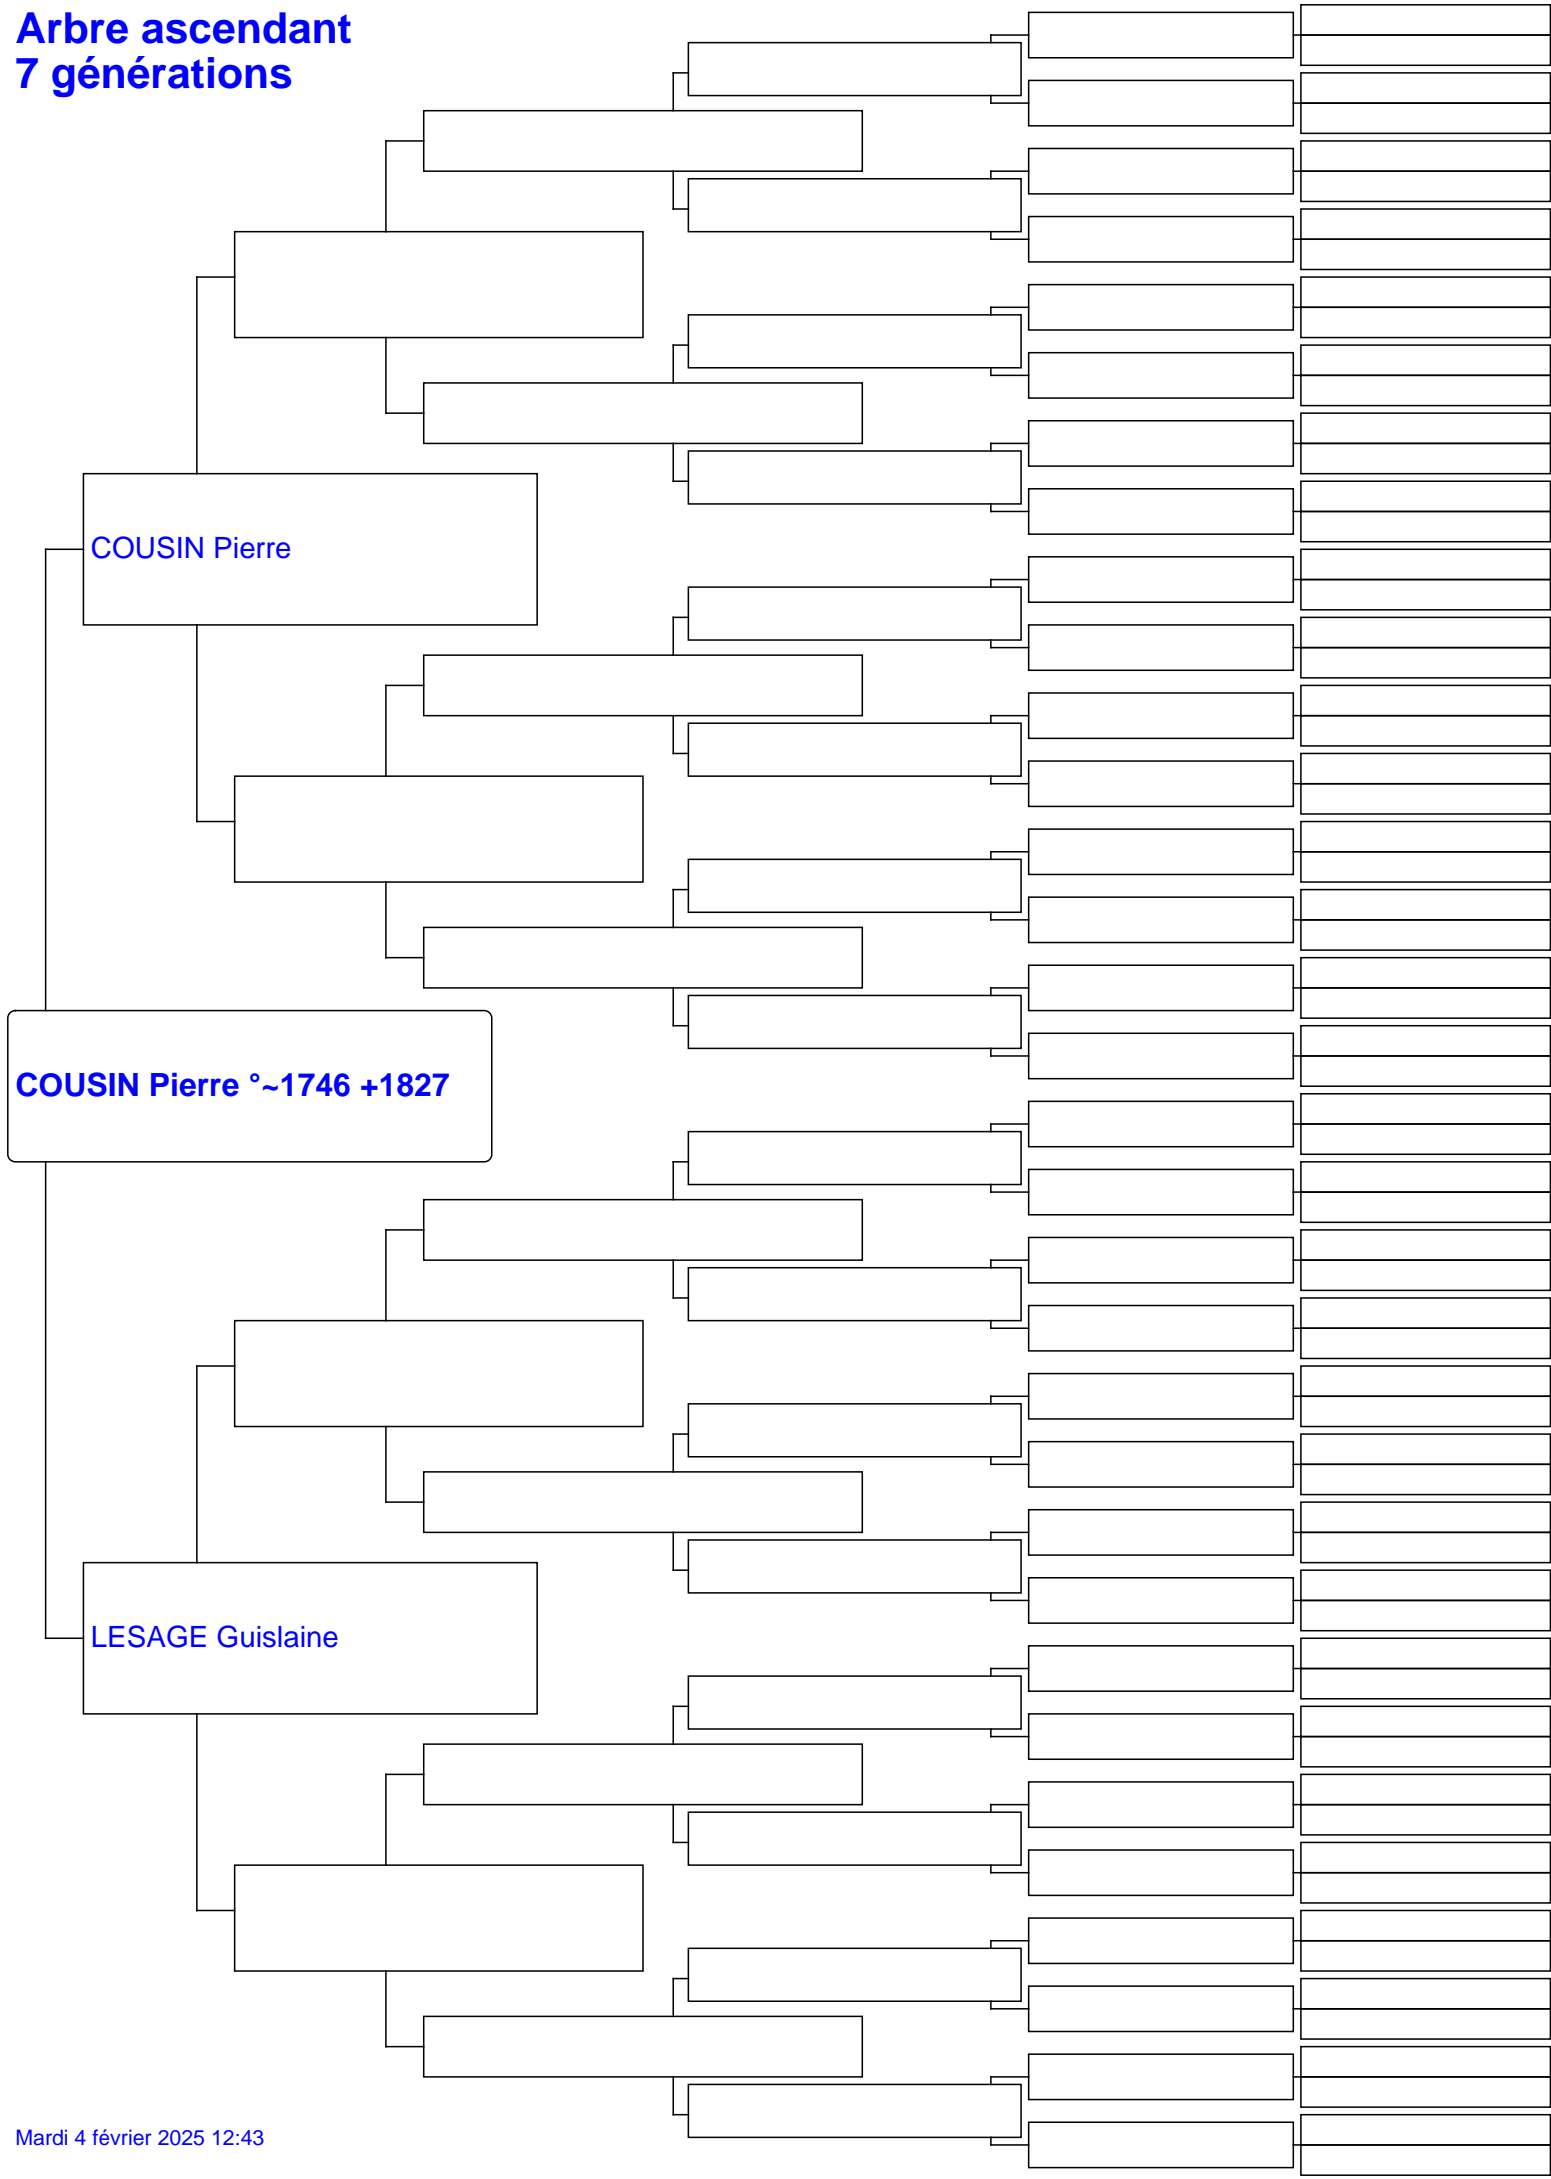 Arbre ascendant
7 générations
COUSIN Pierre
COUSIN Pierre °~1746 +1827
LESAGE Guislaine
Mardi 4 février 2025 12:43